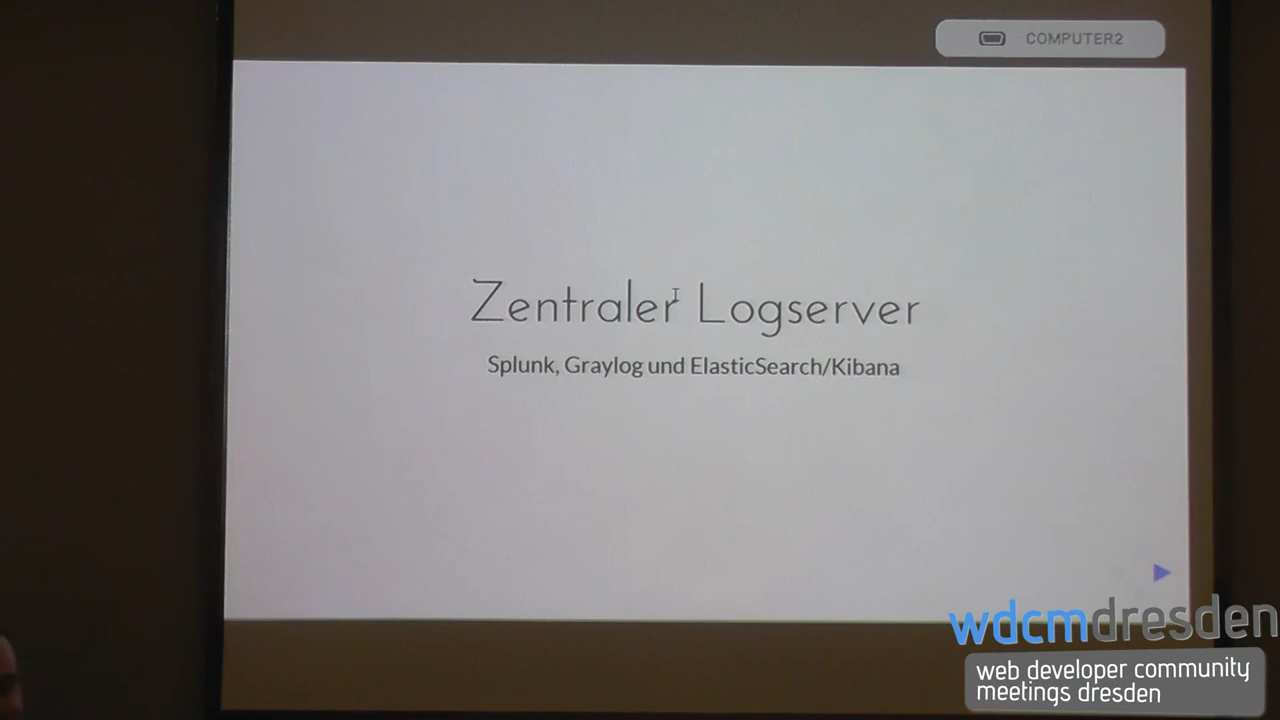 COMPUTER2
Zentraler Logserver
Splunk, Graylog und ElasticSearch/Kibana
wdcmdresden
web developer community
meetings dresden